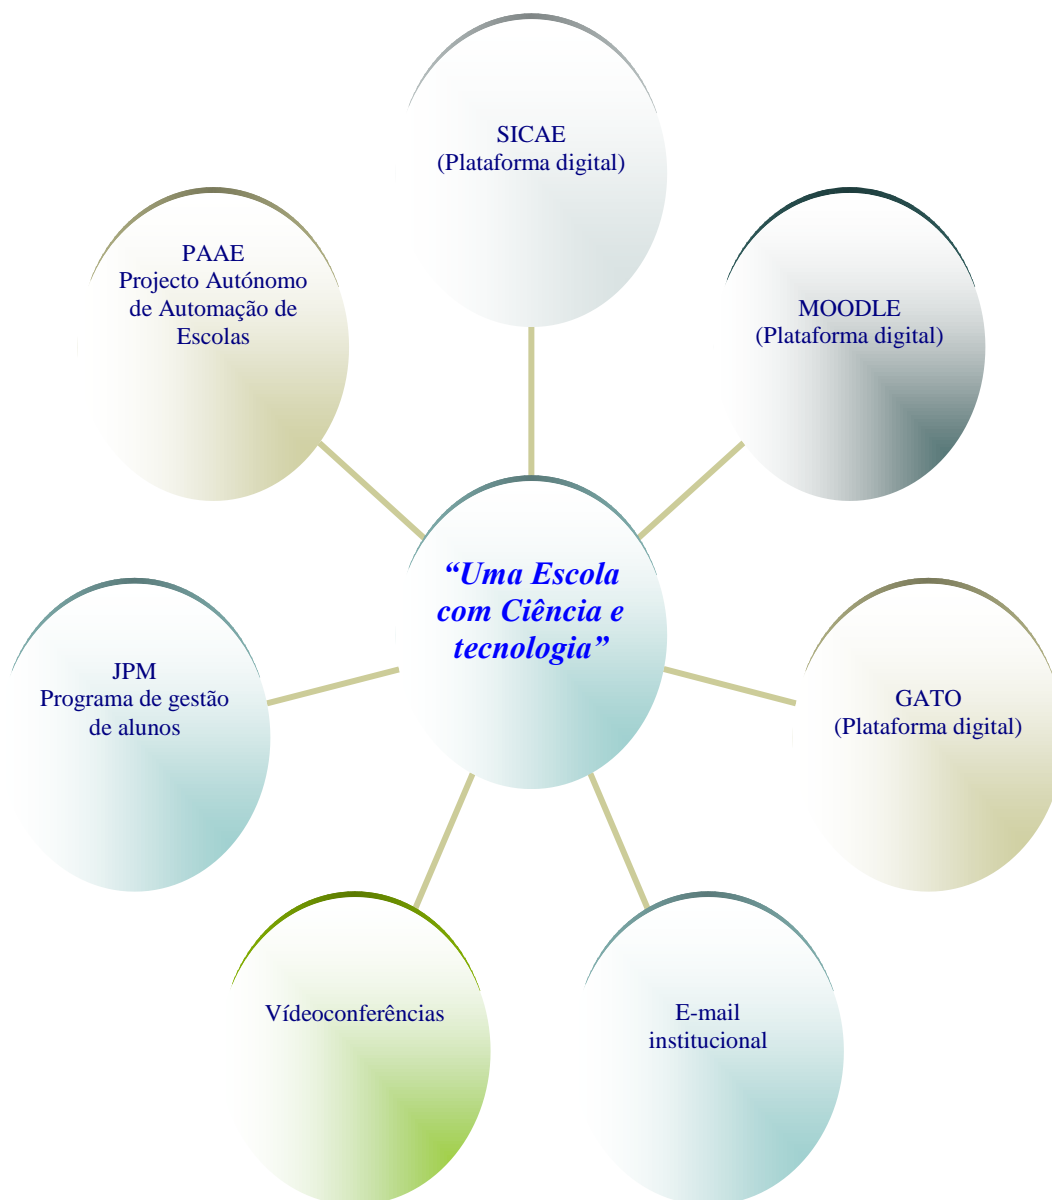 SICAE
(Plataforma digital)
PAAE
Projecto Autónomo
de Automação de
Escolas
MOODLE
(Plataforma digital)
“Uma Escola
com Ciência e
tecnologia”
JPM
Programa de gestão
de alunos
GATO
(Plataforma digital)
Vídeoconferências
E-mail
institucional